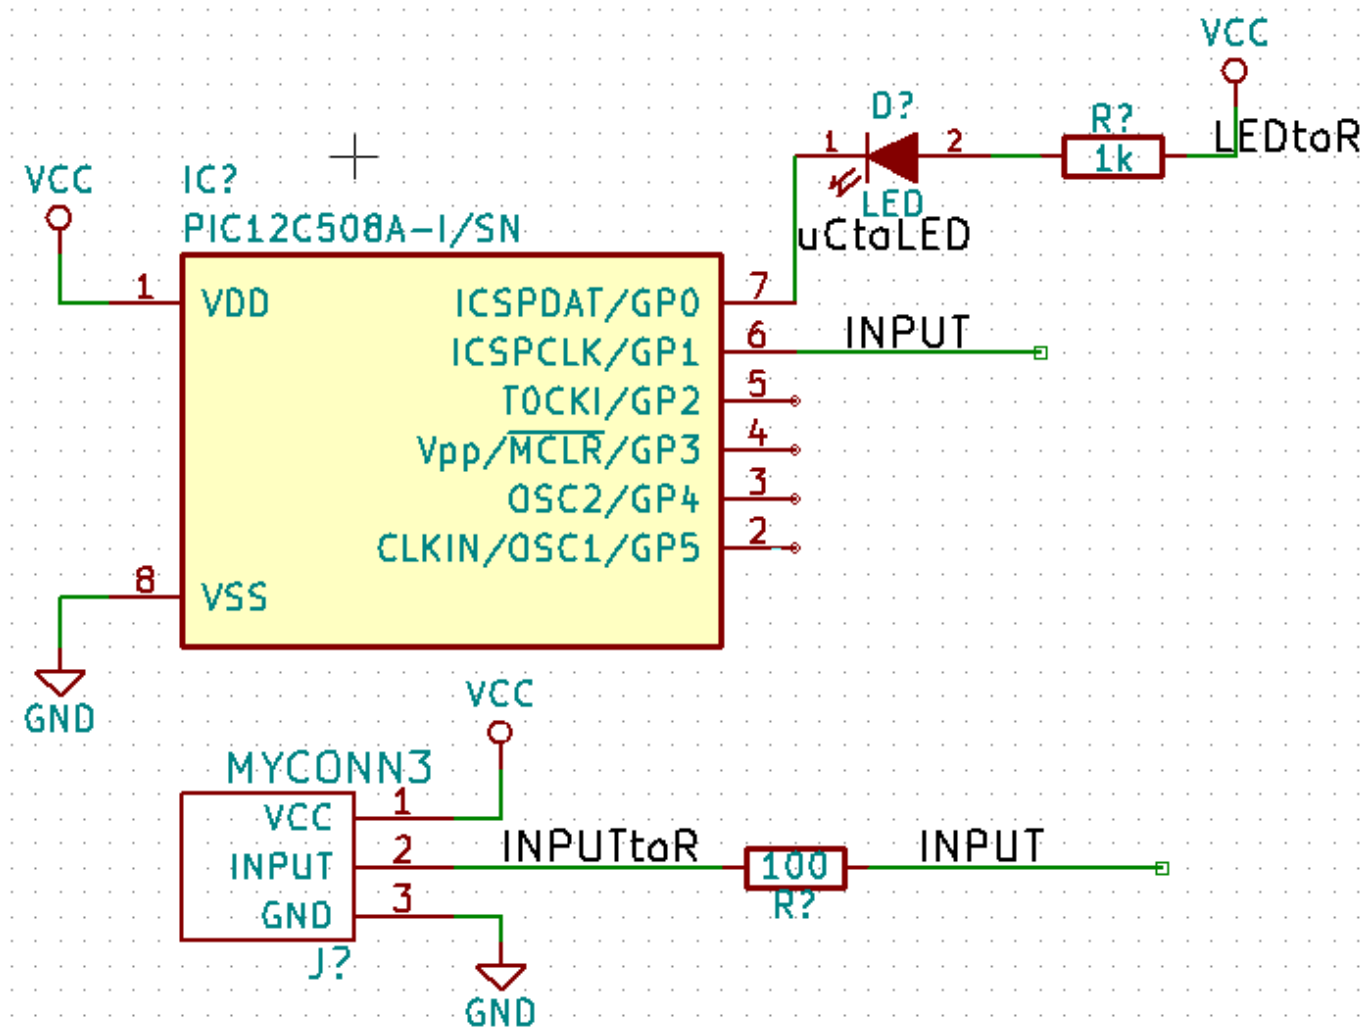 VCC
D?
R?
LEDtoR
1
2
1k
VCC
IC?
LED
PIC12C508A-I/SN
uCtoLED
1
VDD
ICSPDAT/GP0
7
ICSPCLK/GP1
6
INPUT
T0CKI/GP2
5
Vpp/MCLR/GP3
4
OSC2/GP4
3
CLKIN/OSC1/GP5
2
8
VSS
GND
VCC
MYCONN3
VCC
1
INPUT
2
INPUTtoR
100
INPUT
GND
3
R?
J?
GND